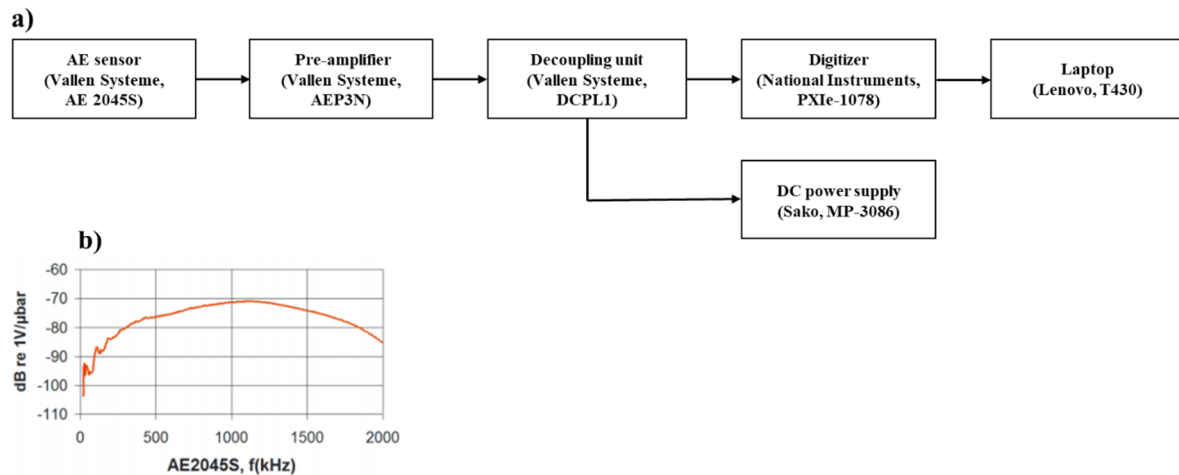 a)
AE sensor
(Vallen Systeme,
AE 2045S)
Pre-amplifier
(Vallen Systeme,
AEP3N)
Decoupling unit
(Vallen Systeme,
DCPL1)
Digitizer
(National Instruments,
PXIe-1078)
Laptop
(Lenovo, T430)
DC power supply
(Sako, MP-3086)
b)
-60
-70
-80
-90
-100
-110
dB re 1V/µbar
0 500 1000 1500 2000
AE2045S, f(kHz)